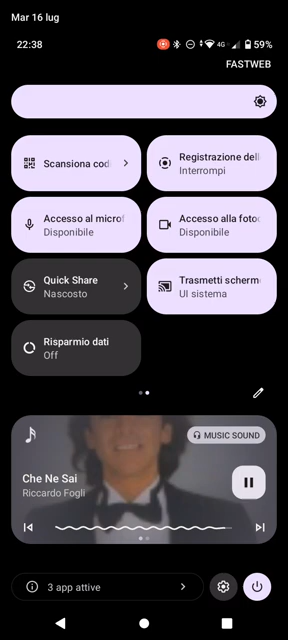 Mar 16 lug
22:38
4G
59%
FASTWEB
Scansiona cod
Registrazione dell
Interrompi
Accesso al microf
Disponibile
Accesso alla fotoc
Disponibile
Quick Share
Nascosto
Trasmetti scherm
UI sistema
Risparmio dati
Off
MUSIC SOUND
Che Ne Sai
Riccardo Fogli
3 app attive